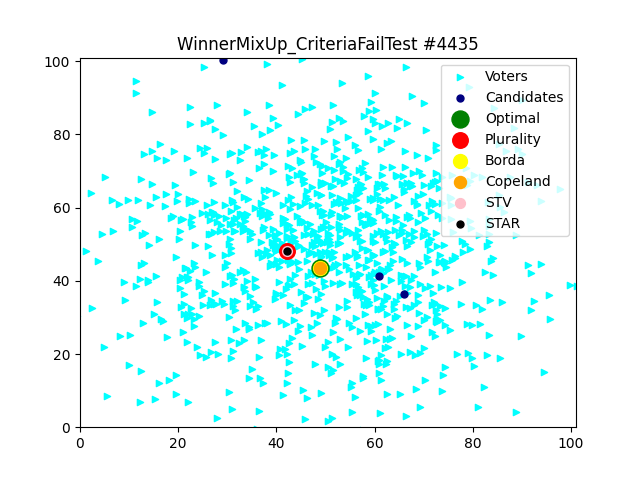 WinnerMixUp_CriteriaFailTest #4435
100
80
60
40
20
0
0 20 40 60 80 100
Voters
Candidates
Optimal
Plurality
Borda
Copeland
STV
STAR